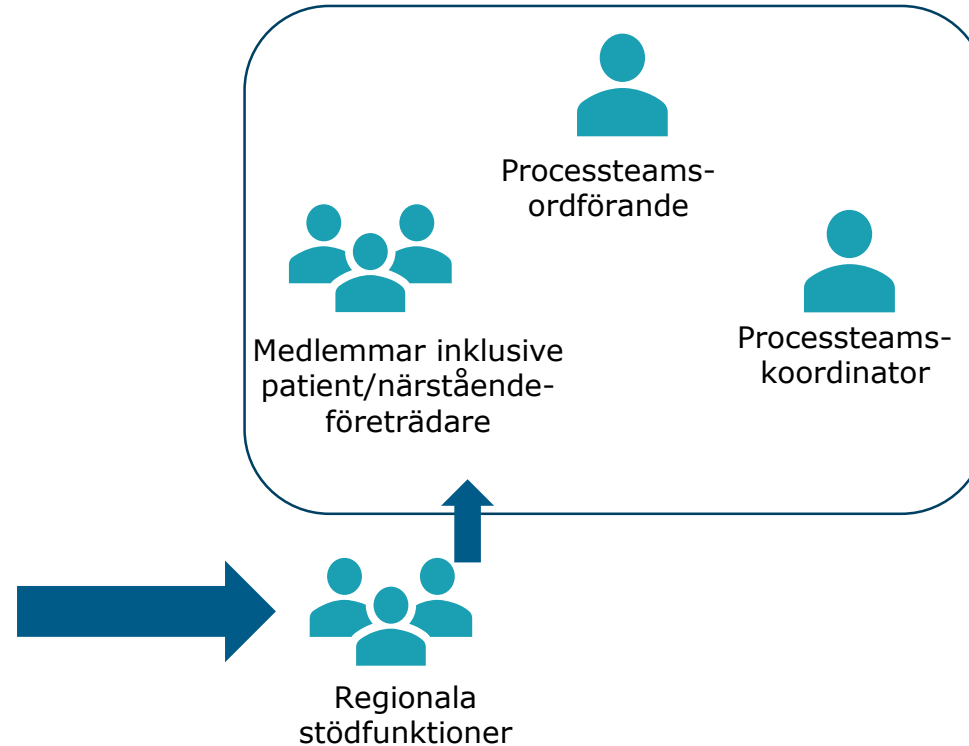 Processteams-
ordförande
Medlemmar inklusive
patient/närstående-
företrädare
Processteams-
koordinator
Regionala
stödfunktioner